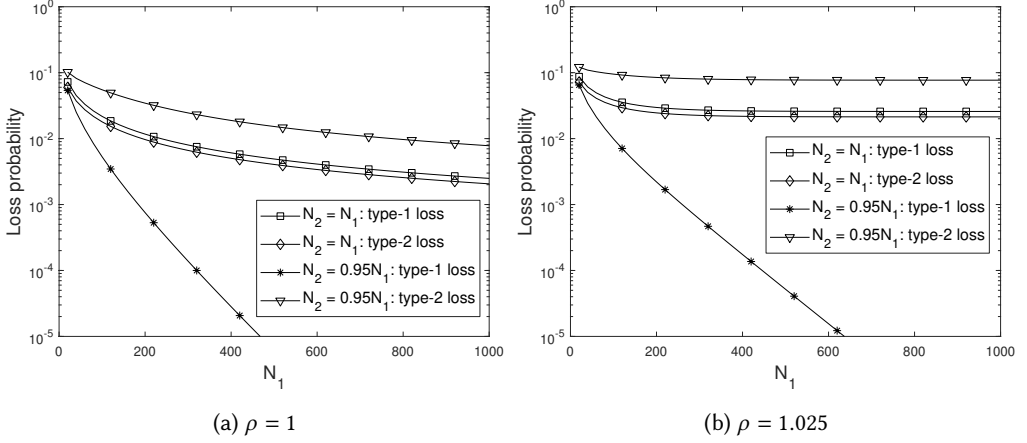 10^0
10^-1
10^-2
10^-3
10^-4
10^-5
Loss probability
0 200 400 600 800 1000
N_1
N_2 = N_1: type-1 loss
N_2 = N_1: type-2 loss
N_2 = 0.95N_1: type-1 loss
N_2 = 0.95N_1: type-2 loss
(a) ρ = 1
10^0
10^-1
10^-2
10^-3
10^-4
10^-5
Loss probability
0 200 400 600 800 1000
N_1
N_2 = N_1: type-1 loss
N_2 = N_1: type-2 loss
N_2 = 0.95N_1: type-1 loss
N_2 = 0.95N_1: type-2 loss
(b) ρ = 1.025